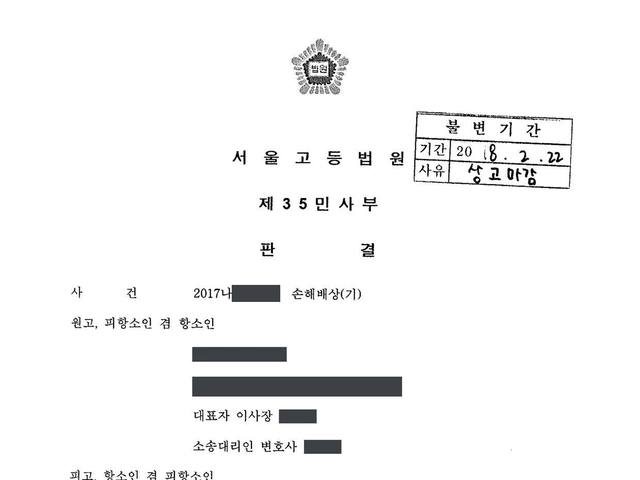 법원
서울고등법원
제35민사부
판 결
불변기간
기간 2018. 2. 22
사유 상고마감
사 건 2017나 손해배상(기)
원고, 피항소인 겸 항소인
대표자 이사장
소송대리인 변호사
피고, 항소인 겸 피항소인